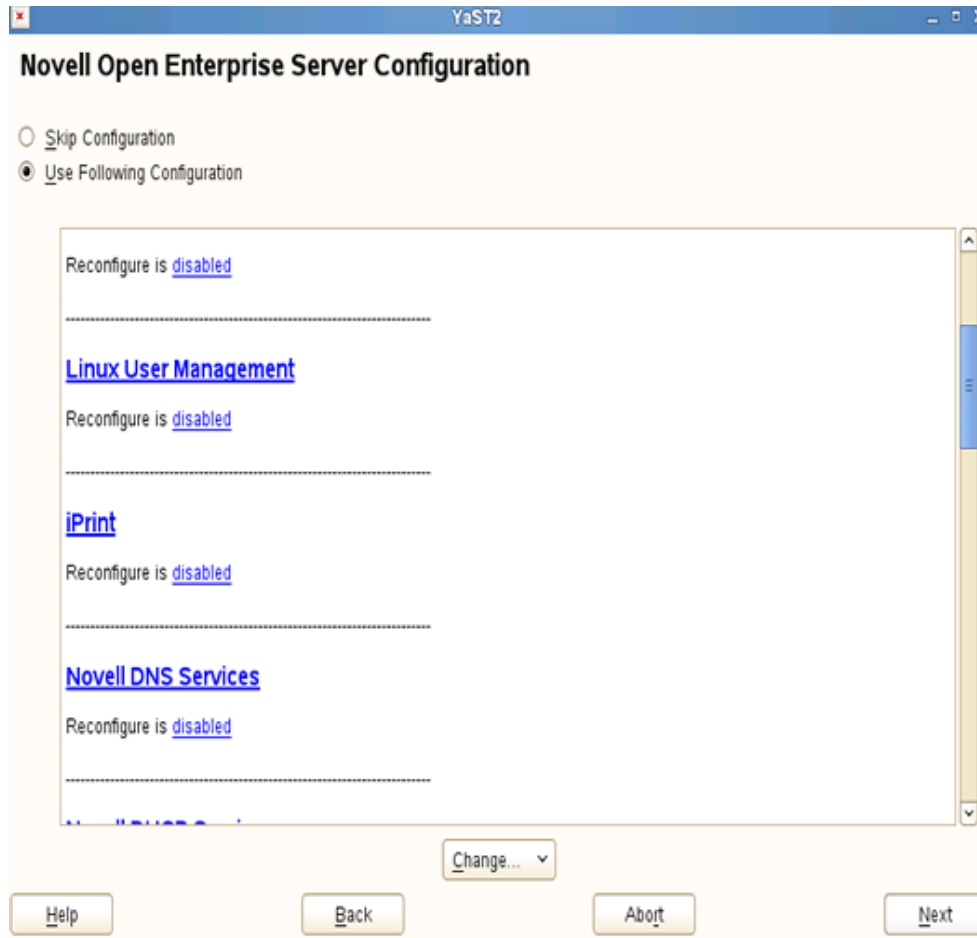 YaST2
Novell Open Enterprise Server Configuration
Skip Configuration
Use Following Configuration
Reconfigure is disabled
Linux User Management
Reconfigure is disabled
iPrint
Reconfigure is disabled
Novell DNS Services
Reconfigure is disabled
Change...
Help
Back
Abort
Next